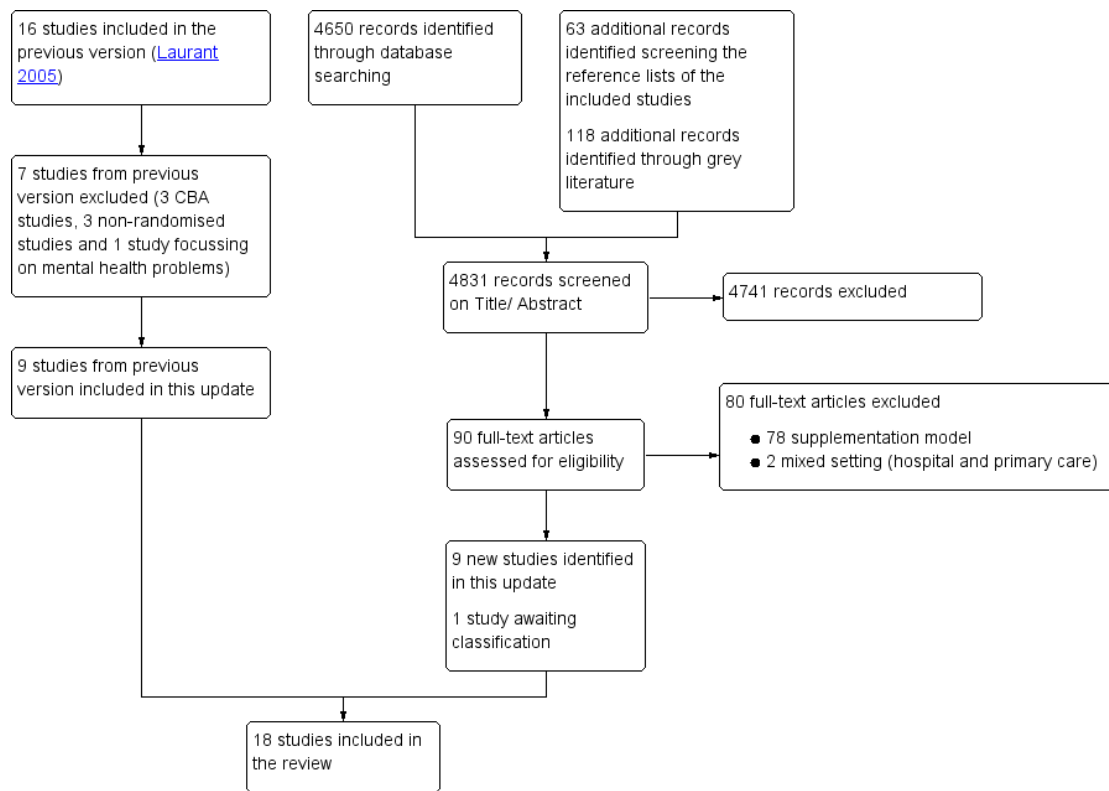 16 studies included in the
previous version (Laurant
2005)
4650 records identified
through database
searching
63 additional records
identified screening the
reference lists of the
included studies
118 additional records
identified through grey
literature
7 studies from previous
version excluded (3 CBA
studies, 3 non-randomised
studies and 1 study focussing
on mental health problems)
4831 records screened
on Title/ Abstract
4741 records excluded
9 studies from previous
version included in this update
90 full-text articles
assessed for eligibility
80 full-text articles excluded
● 78 supplementation model
● 2 mixed setting (hospital and primary care)
9 new studies identified
in this update
1 study awaiting
classification
18 studies included in
the review